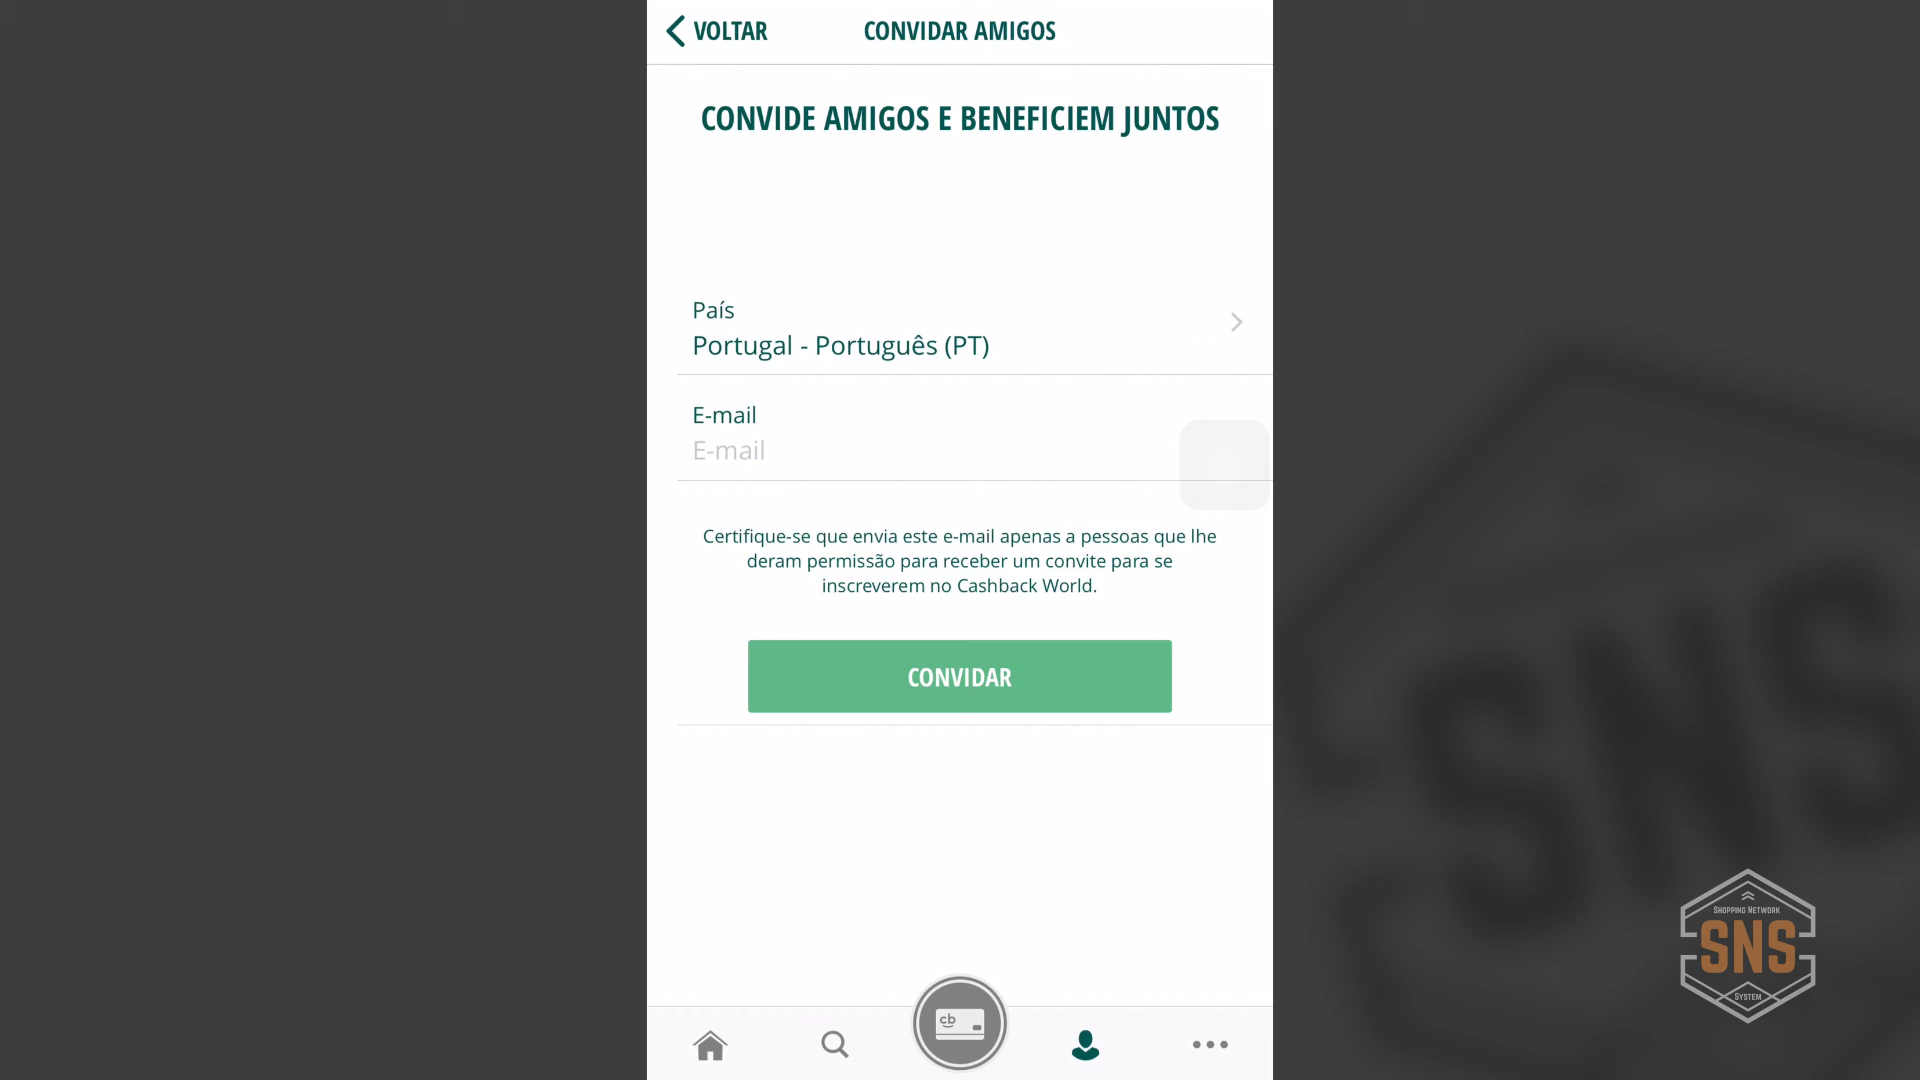 VOLTAR
CONVIDAR AMIGOS
CONVIDE AMIGOS E BENEFICIEM JUNTOS
País
Portugal - Português (PT)
E-mail
E-mail
Certifique-se que envia este e-mail apenas a pessoas que lhe
deram permissão para receber um convite para se
inscreverem no Cashback World.
CONVIDAR
cb
SNS
SHOPPING NETWORK
SNS
SYSTEM